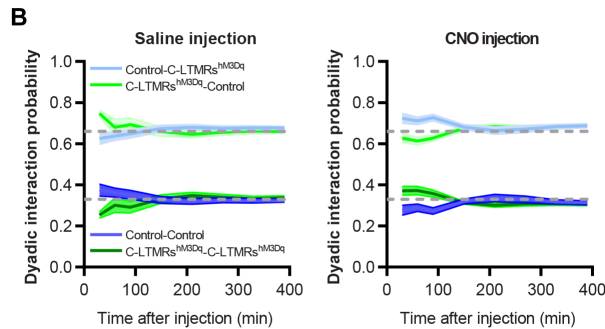 B
Saline injection
Dyadic interaction probability
1.0
0.8
0.6
0.4
0.2
0.0
Control-C-LTMRs^hM3Dq
C-LTMRs^hM3Dq-Control
Control-Control
C-LTMRs^hM3Dq-C-LTMRs^hM3Dq
0 100 200 300 400
Time after injection (min)
CNO injection
Dyadic interaction probability
1.0
0.8
0.6
0.4
0.2
0.0
0 100 200 300 400
Time after injection (min)